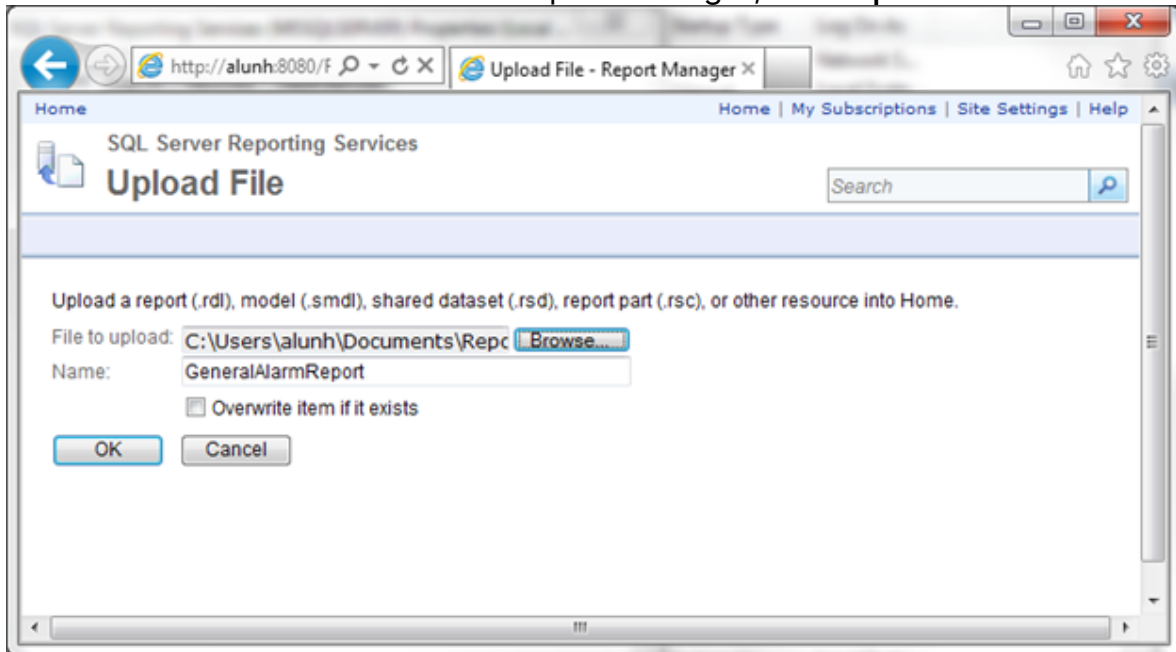 http://alunh:8080/F
Upload File - Report Manager
Home
Home | My Subscriptions | Site Settings | Help
SQL Server Reporting Services
Upload File
Search
Upload a report (.rdl), model (.smdl), shared dataset (.rsd), report part (.rsc), or other resource into Home.
File to upload: C:\Users\alunh\Documents\Repc Browse...
Name: GeneralAlarmReport
Overwrite item if it exists
OK Cancel